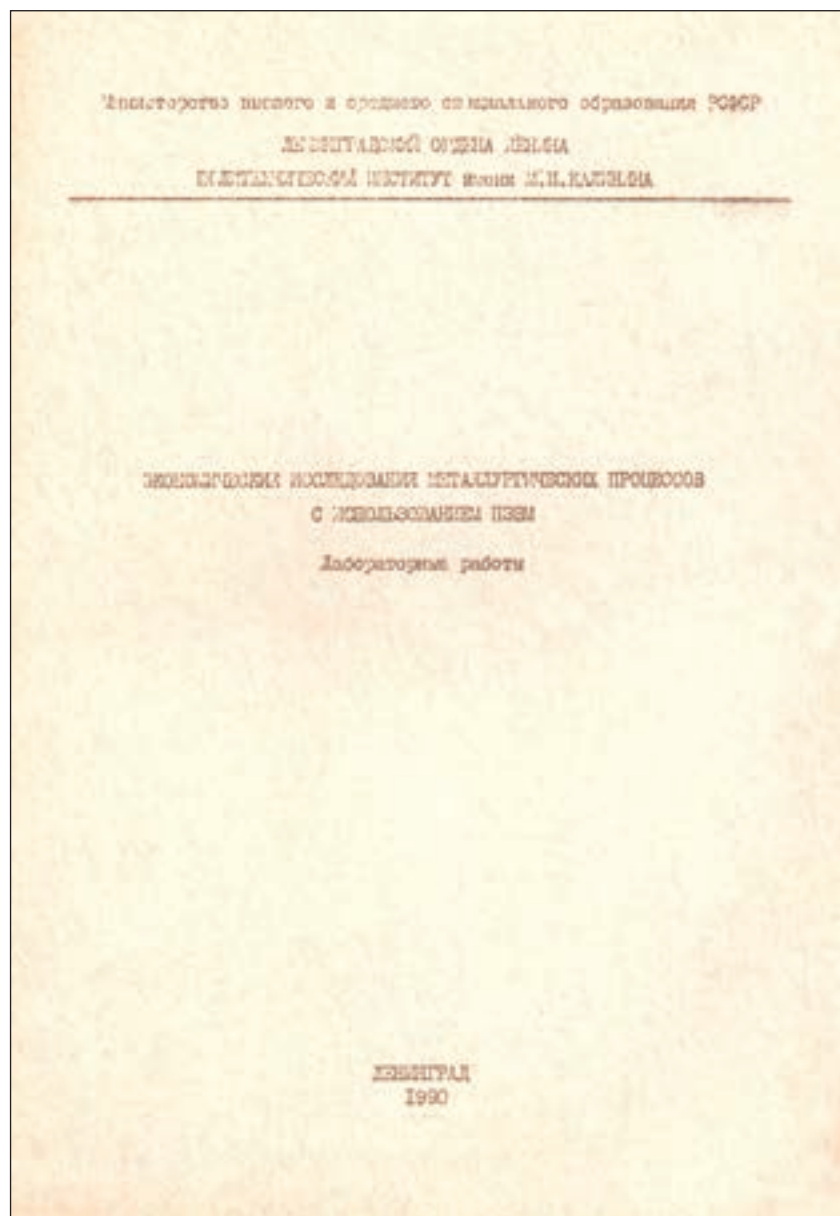 Министерство высшего и среднего специального образования РСФСР
ЛЕНИНГРАДСКИЙ ОРДЕНА ЛЕНИНА
ПОЛИТЕХНИЧЕСКИЙ ИНСТИТУТ имени М.И.КАЛИНИНА
ИССЛЕДОВАНИЯ МЕТАЛЛУРГИЧЕСКИХ ПРОЦЕССОВ
С ИСПОЛЬЗОВАНИЕМ ПЭВМ
Лабораторные работы
ЛЕНИНГРАД
1990